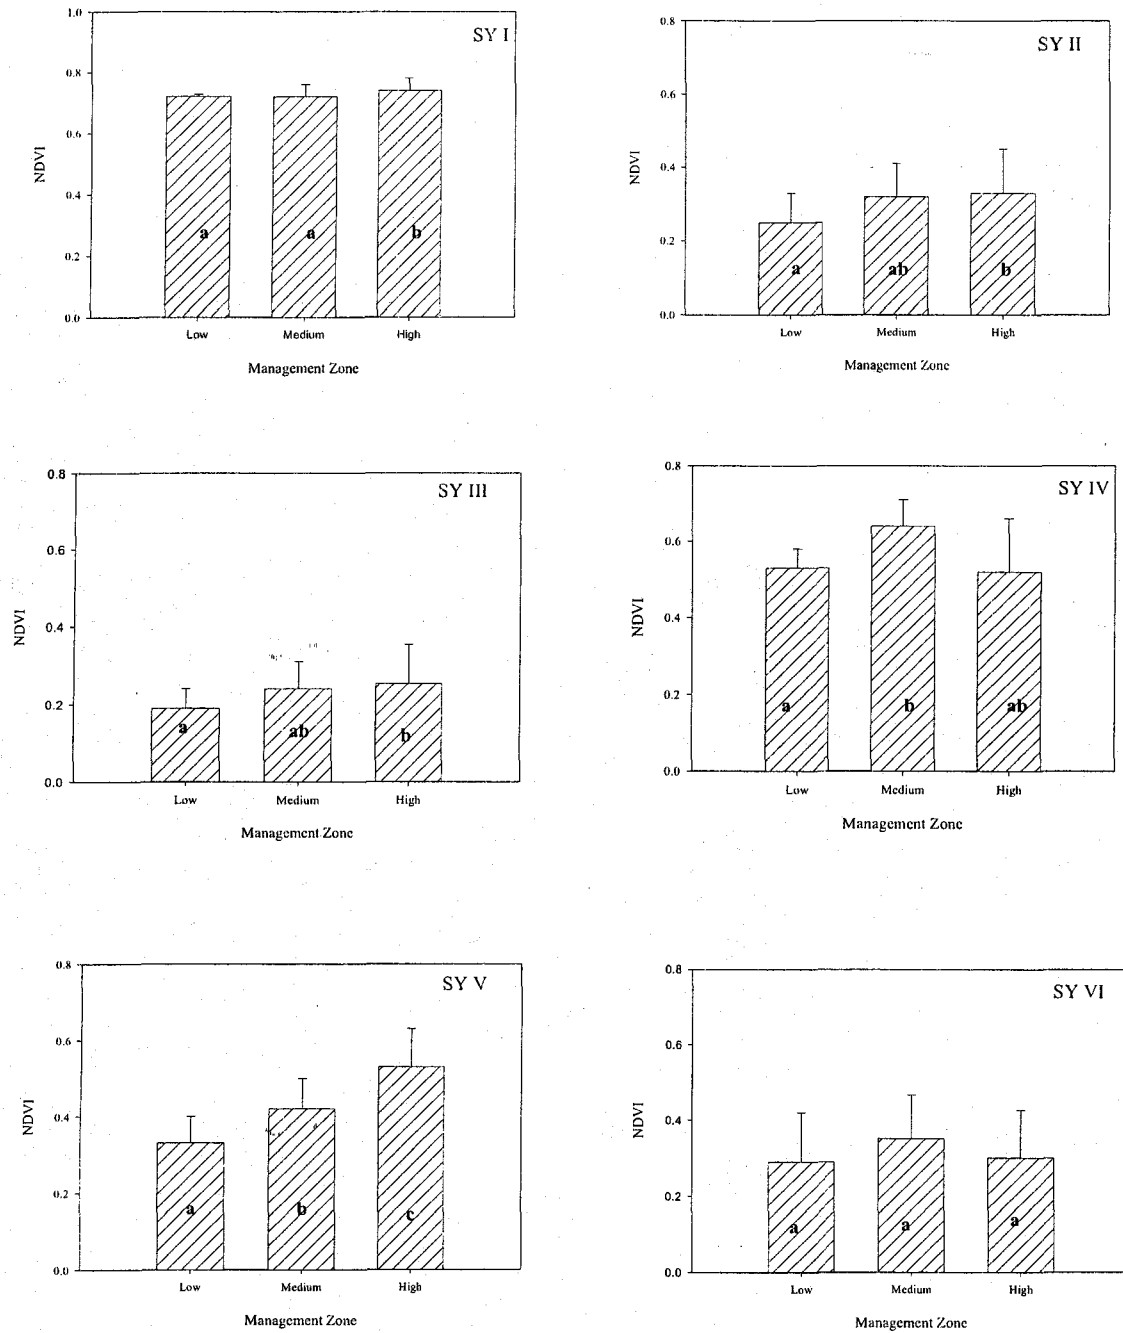 SY I
1.0
0.8
0.6
0.4
0.2
0.0
NDVI
a
a
b
Low
Medium
High
Management Zone
SY II
0.8
0.6
0.4
0.2
0.0
NDVI
a
ab
b
Low
Medium
High
Management Zone
SY III
0.8
0.6
0.4
0.2
0.0
NDVI
a
ab
b
Low
Medium
High
Management Zone
SY IV
0.8
0.6
0.4
0.2
0.0
NDVI
a
b
ab
Low
Medium
High
Management Zone
SY V
0.8
0.6
0.4
0.2
0.0
NDVI
a
b
c
Low
Medium
High
Management Zone
SY VI
0.8
0.6
0.4
0.2
0.0
NDVI
a
a
a
Low
Medium
High
Management Zone